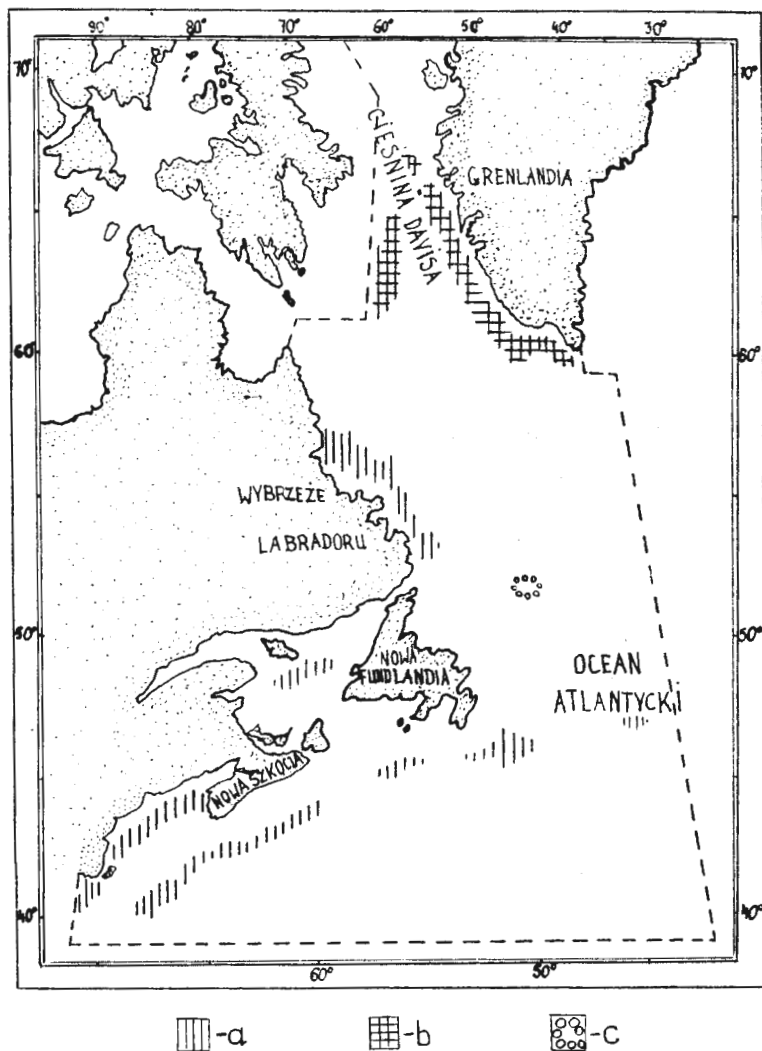 90° 80° 70° 60° 50° 40° 30°
70° 70°
CIEŚNINA DAVISA
GRENLANDIA
60° 60°
WYBRZEŻE
LABRADORU
50° 50°
NOWA
FUNDLANDIA
OCEAN
ATLANTYCKI
NOWA SZKOCJA
40° 40°
60° 50°
-a -b -c